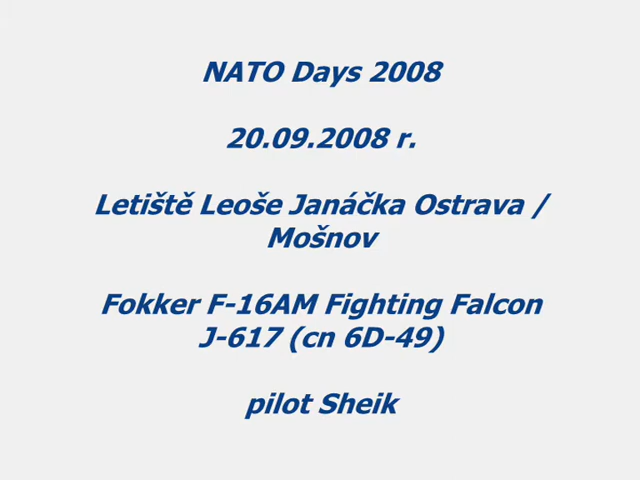 NATO Days 2008
20.09.2008 r.
Letiště Leoše Janáčka Ostrava /
Mošnov
Fokker F-16AM Fighting Falcon
J-617 (cn 6D-49)
pilot Sheik